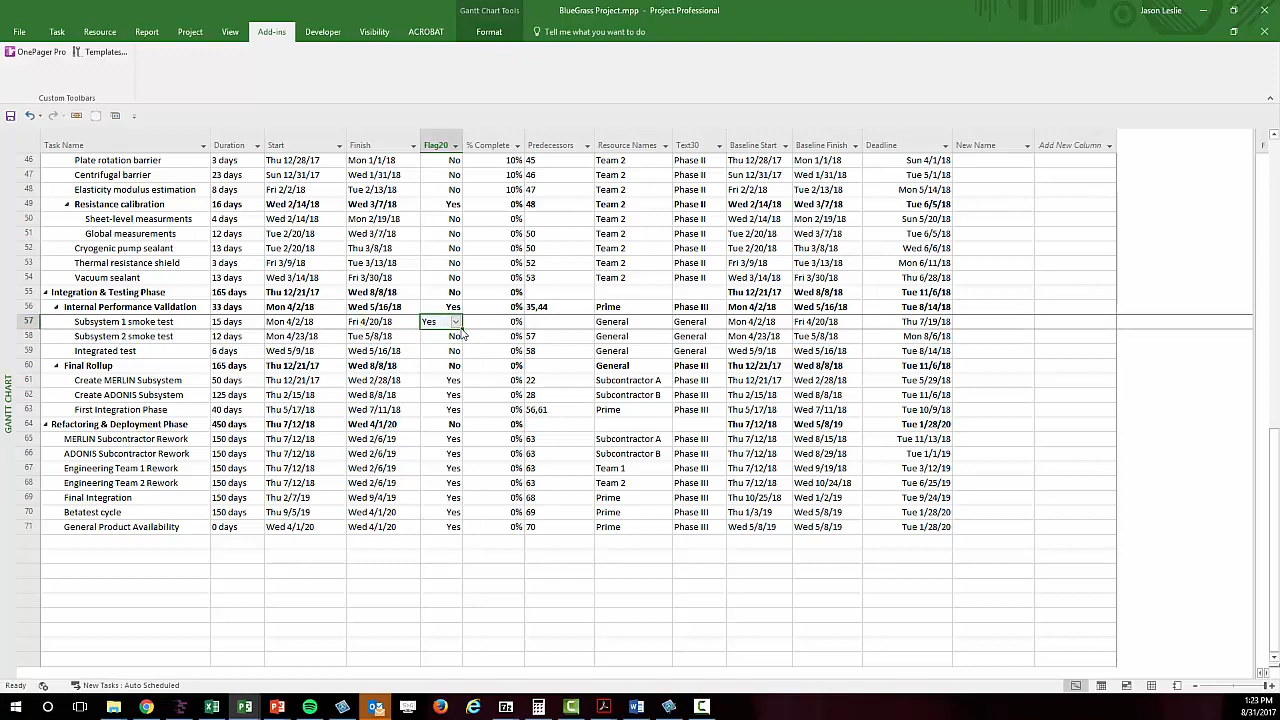 Gantt Chart Tools
BlueGrass Project.mpp - Project Professional
Jason Leslie
File Task Resource Report Project View Add-ins Developer Visibility ACROBAT Format Tell me what you want to do
OnePager Pro Templates...
Custom Toolbars
Task Name Duration Start Finish Flag20 % Complete Predecessors Resource Names Text30 Baseline Start Baseline Finish Deadline New Name Add New Column
46 Plate rotation barrier 3 days Thu 12/28/17 Mon 1/1/18 No 10% 45 Team 2 Phase II Thu 12/28/17 Mon 1/1/18 Sun 4/1/18
47 Centrifugal barrier 23 days Sun 12/31/17 Wed 1/31/18 No 10% 46 Team 2 Phase II Sun 12/31/17 Wed 1/31/18 Tue 5/1/18
48 Elasticity modulus estimation 8 days Fri 2/2/18 Tue 2/13/18 No 10% 47 Team 2 Phase II Fri 2/2/18 Tue 2/13/18 Mon 5/14/18
49 Resistance calibration 16 days Wed 2/14/18 Wed 3/7/18 Yes 0% 48 Team 2 Phase II Wed 2/14/18 Wed 3/7/18 Tue 6/5/18
50 Sheet-level measurments 4 days Wed 2/14/18 Mon 2/19/18 No 0% Team 2 Phase II Wed 2/14/18 Mon 2/19/18 Sun 5/20/18
51 Global measurements 12 days Tue 2/20/18 Wed 3/7/18 No 0% 50 Team 2 Phase II Tue 2/20/18 Wed 3/7/18 Tue 6/5/18
52 Cryogenic pump sealant 13 days Tue 2/20/18 Thu 3/8/18 No 0% 50 Team 2 Phase II Tue 2/20/18 Thu 3/8/18 Wed 6/6/18
53 Thermal resistance shield 3 days Fri 3/9/18 Tue 3/13/18 No 0% 52 Team 2 Phase II Fri 3/9/18 Tue 3/13/18 Mon 6/11/18
54 Vacuum sealant 13 days Wed 3/14/18 Fri 3/30/18 No 0% 53 Team 2 Phase II Wed 3/14/18 Fri 3/30/18 Thu 6/28/18
55 Integration & Testing Phase 165 days Thu 12/21/17 Wed 8/8/18 No 0% Thu 12/21/17 Wed 8/8/18 Tue 11/6/18
56 Internal Performance Validation 33 days Mon 4/2/18 Wed 5/16/18 Yes 0% 35,44 Prime Phase III Mon 4/2/18 Wed 5/16/18 Tue 8/14/18
57 Subsystem 1 smoke test 15 days Mon 4/2/18 Fri 4/20/18 Yes 0% General General Mon 4/2/18 Fri 4/20/18 Thu 7/19/18
58 Subsystem 2 smoke test 12 days Mon 4/23/18 Tue 5/8/18 No 0% 57 General General Mon 4/23/18 Tue 5/8/18 Mon 8/6/18
59 Integrated test 6 days Wed 5/9/18 Wed 5/16/18 No 0% 58 General General Wed 5/9/18 Wed 5/16/18 Tue 8/14/18
60 Final Rollup 165 days Thu 12/21/17 Wed 8/8/18 No 0% General Thu 12/21/17 Wed 8/8/18 Tue 11/6/18
61 Create MERLIN Subsystem 50 days Thu 12/21/17 Wed 2/28/18 Yes 0% 22 Subcontractor A Thu 12/21/17 Wed 2/28/18 Tue 5/29/18
62 Create ADONIS Subsystem 125 days Thu 2/15/18 Wed 8/8/18 Yes 0% 28 Subcontractor B Thu 2/15/18 Wed 8/8/18 Tue 11/6/18
63 First Integration Phase 40 days Thu 5/17/18 Wed 7/11/18 Yes 0% 56,61 Prime Thu 5/17/18 Wed 7/11/18 Tue 10/9/18
64 Refactoring & Deployment Phase 450 days Thu 7/12/18 Wed 4/1/20 No 0% Thu 7/12/18 Wed 5/8/19 Tue 1/28/20
65 MERLIN Subcontractor Rework 150 days Thu 7/12/18 Wed 2/6/19 Yes 0% 63 Subcontractor A Phase III Thu 7/12/18 Wed 8/15/18 Tue 11/13/18
66 ADONIS Subcontractor Rework 150 days Thu 7/12/18 Wed 2/6/19 Yes 0% 63 Subcontractor B Phase III Thu 7/12/18 Wed 8/29/18 Tue 1/1/19
67 Engineering Team 1 Rework 150 days Thu 7/12/18 Wed 2/6/19 Yes 0% 63 Team 1 Phase III Thu 7/12/18 Wed 9/19/18 Tue 3/12/19
68 Engineering Team 2 Rework 150 days Thu 7/12/18 Wed 2/6/19 Yes 0% 63 Team 2 Phase III Thu 7/12/18 Wed 10/24/18 Tue 6/25/19
69 Final Integration 150 days Thu 2/7/19 Wed 9/4/19 Yes 0% 68 Prime Phase III Thu 10/25/18 Wed 1/2/19 Tue 9/24/19
70 Betatest cycle 150 days Thu 9/5/19 Wed 4/1/20 Yes 0% 69 Prime Phase III Thu 1/3/19 Wed 5/8/19 Tue 1/28/20
71 General Product Availability 0 days Wed 4/1/20 Wed 4/1/20 Yes 0% 70 Prime Phase III Wed 5/8/19 Wed 5/8/19 Tue 1/28/20
GANTT CHART
Ready New Tasks : Auto Scheduled
1:23 PM
8/31/2017